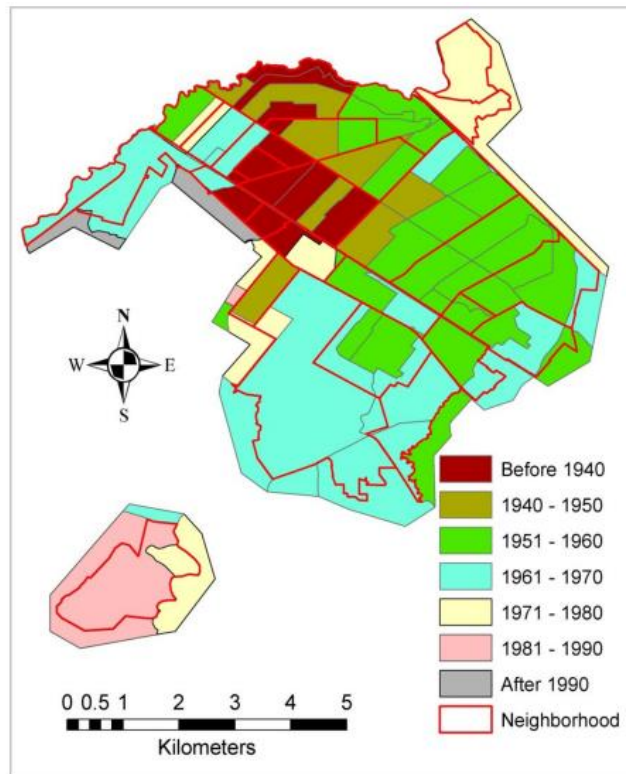 N
W E
S
Before 1940
1940 - 1950
1951 - 1960
1961 - 1970
1971 - 1980
1981 - 1990
After 1990
Neighborhood
0 0.5 1 2 3 4 5
Kilometers